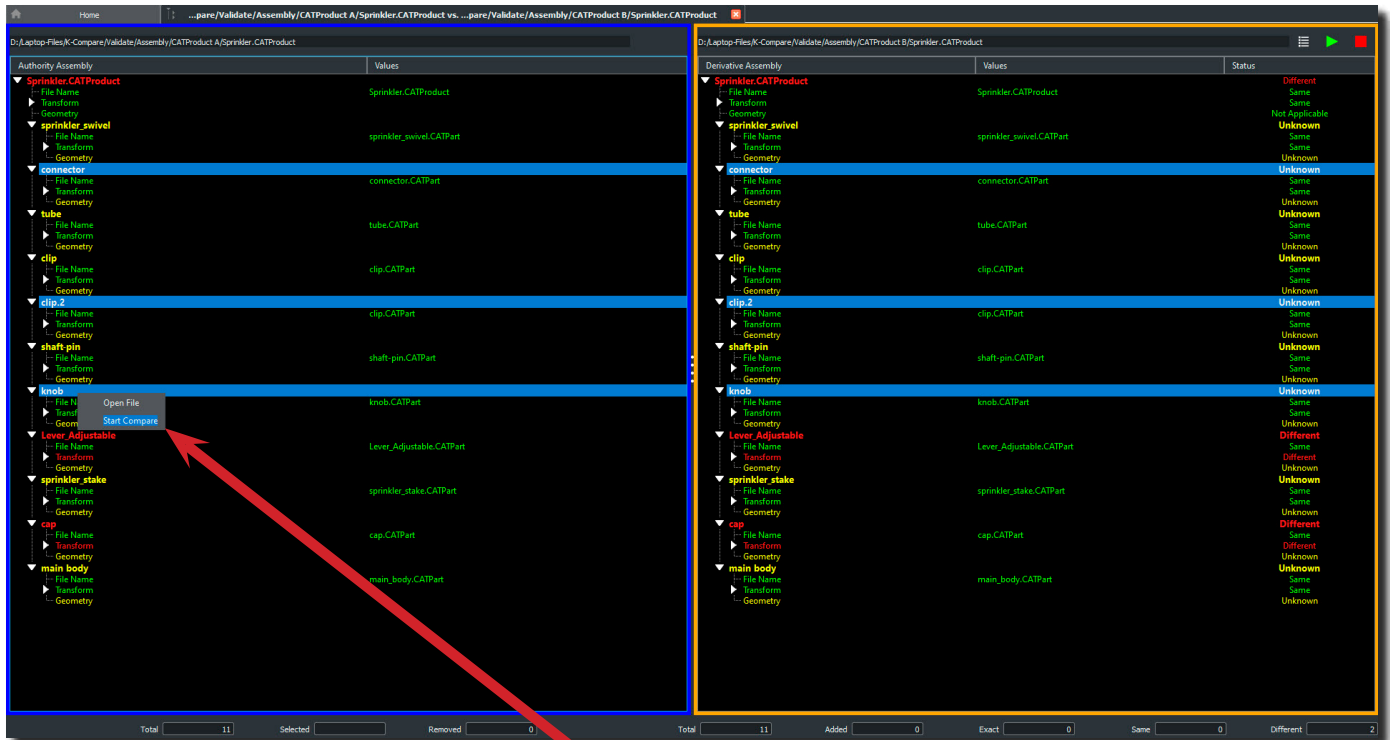 Home ...pare/Validate/Assembly/CATProduct A/Sprinkler.CATProduct vs. ...pare/Validate/Assembly/CATProduct B/Sprinkler.CATProduct
D:/Laptop-Files/K-Compare/Validate/Assembly/CATProduct A/Sprinkler.CATProduct
Authority Assembly Values
Sprinkler.CATProduct
File Name Sprinkler.CATProduct
Transform
Geometry
sprinkler_swivel
File Name sprinkler_swivel.CATPart
Transform
Geometry
connector
File Name connector.CATPart
Transform
Geometry
tube
File Name tube.CATPart
Transform
Geometry
clip
File Name clip.CATPart
Transform
Geometry
clip.2
File Name clip.CATPart
Transform
Geometry
shaft-pin
File Name shaft-pin.CATPart
Transform
Geometry
knob
File N knob.CATPart
Open File
Transf
Start Compare
Geom
Lever_Adjustable
File Name Lever_Adjustable.CATPart
Transform
Geometry
sprinkler_stake
File Name sprinkler_stake.CATPart
Transform
Geometry
cap
File Name cap.CATPart
Transform
Geometry
main body
File Name main_body.CATPart
Transform
Geometry
Total 11 Selected Removed 0
D:/Laptop-Files/K-Compare/Validate/Assembly/CATProduct B/Sprinkler.CATProduct
Derivative Assembly Values Status
Sprinkler.CATProduct Different
File Name Sprinkler.CATProduct Same
Transform Same
Geometry Not Applicable
sprinkler_swivel Unknown
File Name sprinkler_swivel.CATPart Same
Transform Same
Geometry Unknown
connector Unknown
File Name connector.CATPart Same
Transform Same
Geometry Unknown
tube Unknown
File Name tube.CATPart Same
Transform Same
Geometry Unknown
clip Unknown
File Name clip.CATPart Same
Transform Same
Geometry Unknown
clip.2 Unknown
File Name clip.CATPart Same
Transform Same
Geometry Unknown
shaft-pin Unknown
File Name shaft-pin.CATPart Same
Transform Same
Geometry Unknown
knob Unknown
File Name knob.CATPart Same
Transform Same
Geometry Unknown
Lever_Adjustable Different
File Name Lever_Adjustable.CATPart Same
Transform Different
Geometry Unknown
sprinkler_stake Unknown
File Name sprinkler_stake.CATPart Same
Transform Same
Geometry Unknown
cap Different
File Name cap.CATPart Same
Transform Different
Geometry Unknown
main body Unknown
File Name main_body.CATPart Same
Transform Same
Geometry Unknown
Total 11 Added 0 Exact 0 Same 0 Different 2